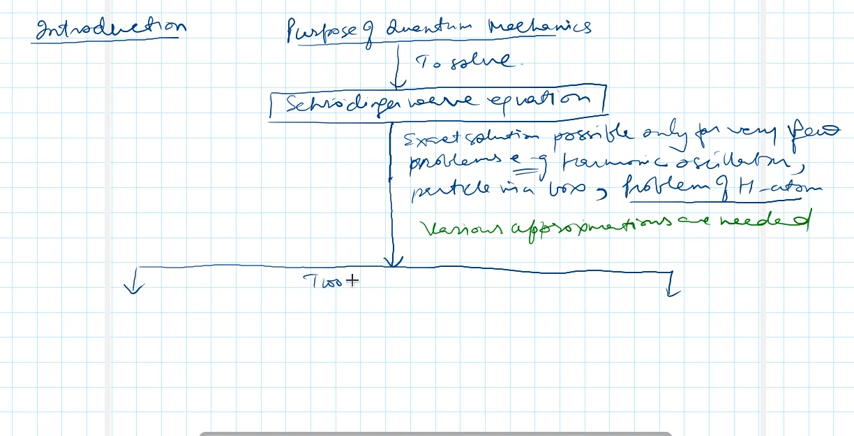 Introduction
Purpose of Quantum Mechanics
To solve
Schrodinger wave equation
Exact solution possible only for very few
problems e-g Harmonic oscillator,
particle in a box, problem of H-atom
Various approximations are needed
Two